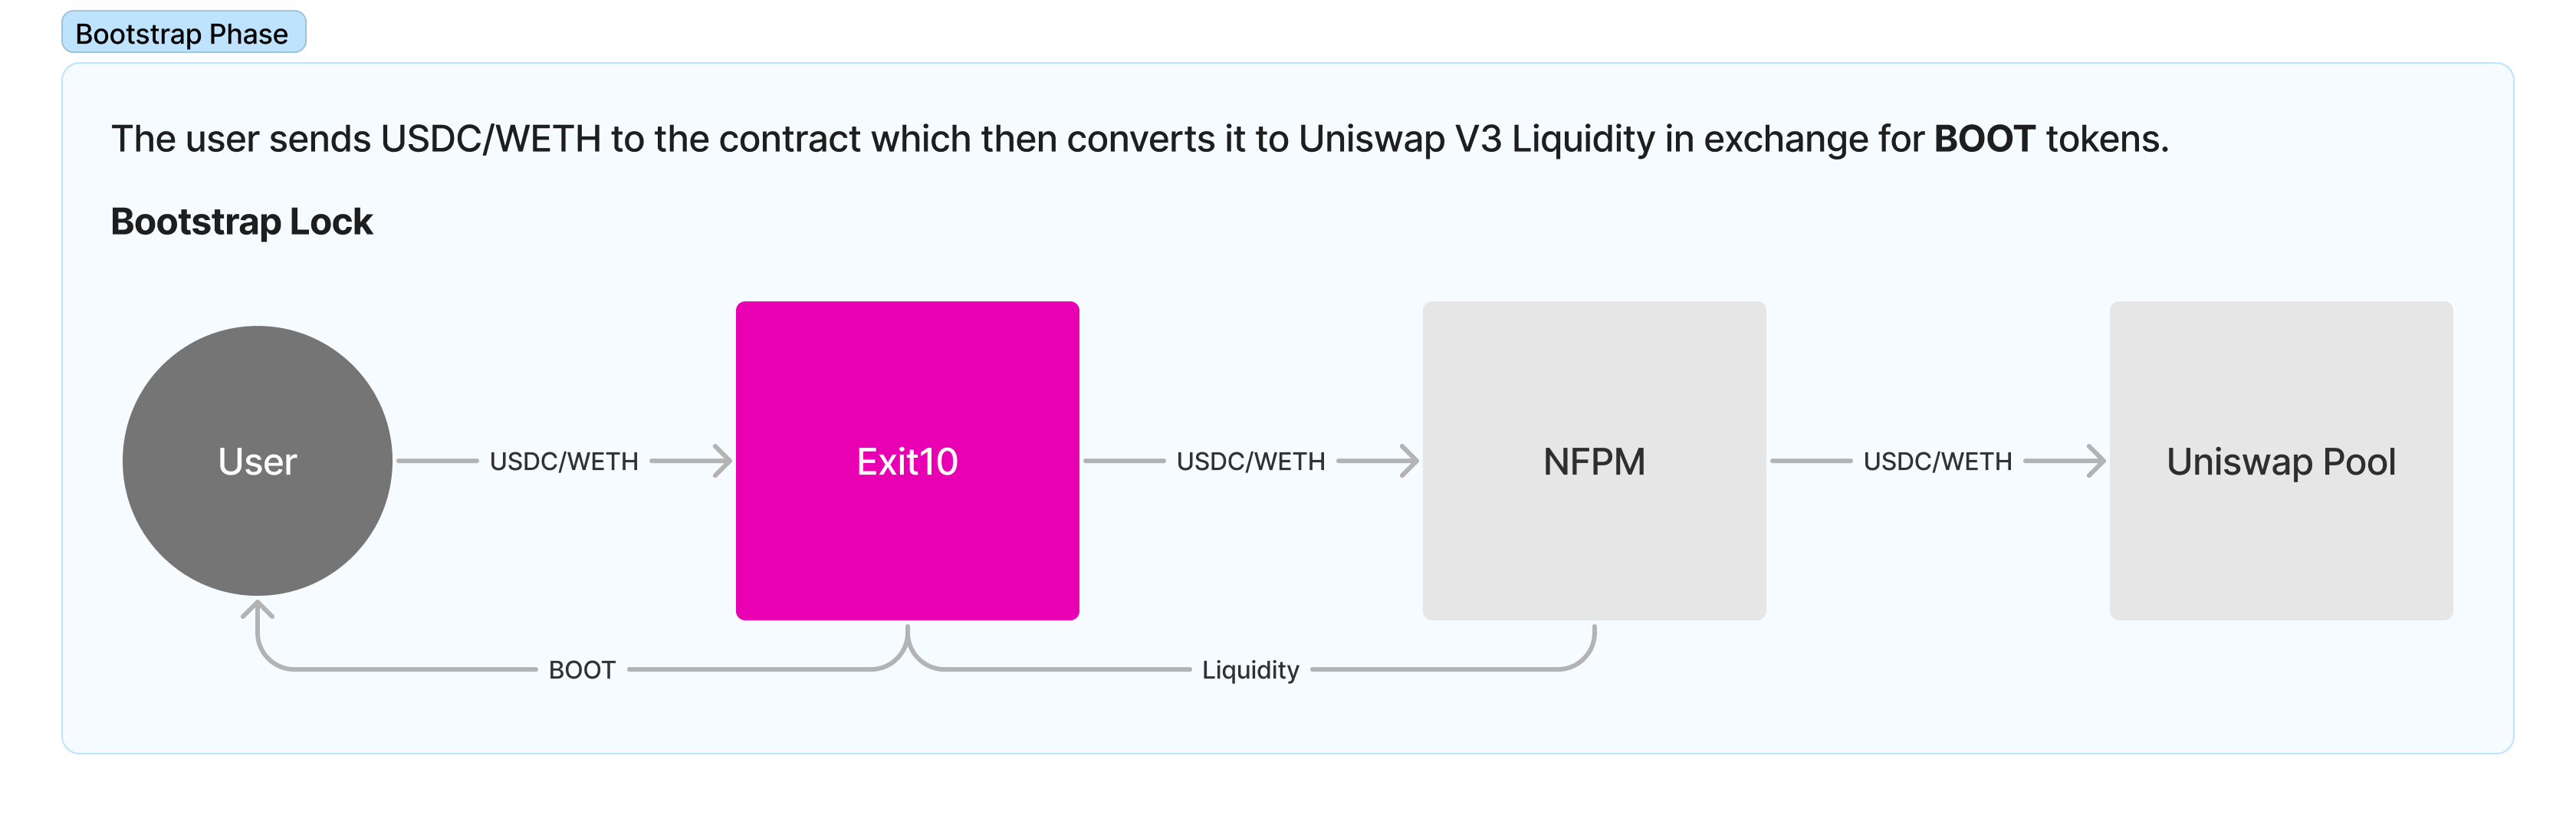 Bootstrap Phase
The user sends USDC/WETH to the contract which then converts it to Uniswap V3 Liquidity in exchange for BOOT tokens.
Bootstrap Lock
User
USDC/WETH
Exit10
USDC/WETH
NFPM
USDC/WETH
Uniswap Pool
BOOT
Liquidity